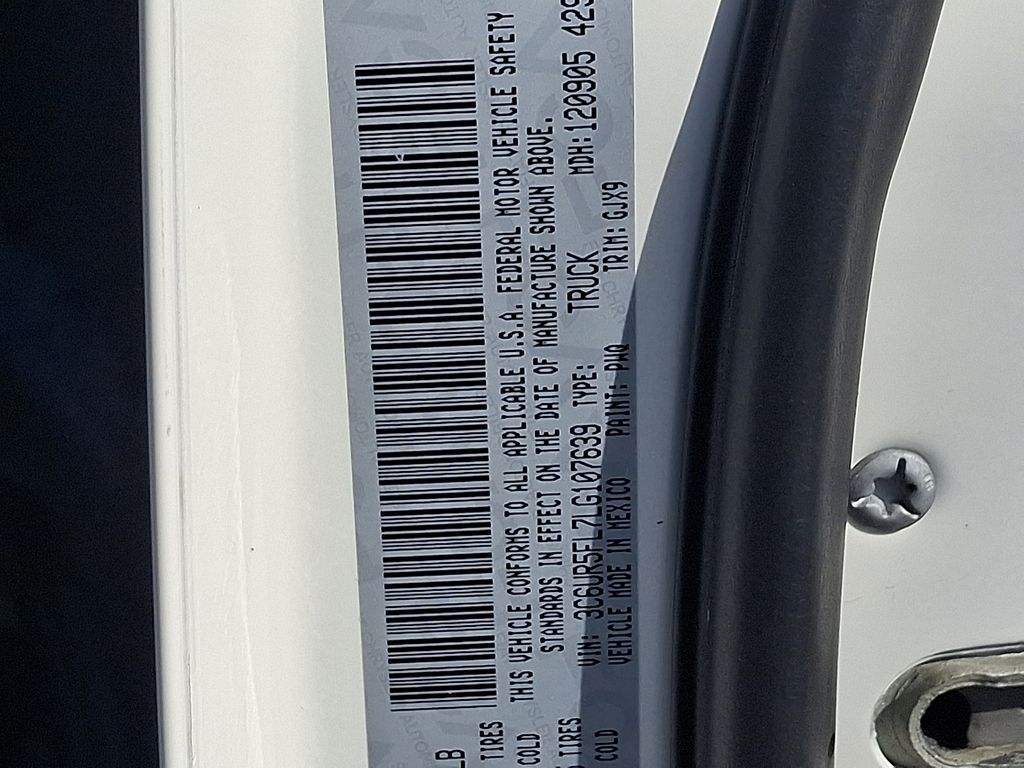 THIS VEHICLE CONFORMS TO ALL APPLICABLE U.S.A. FEDERAL MOTOR VEHICLE SAFETY
STANDARDS IN EFFECT ON THE DATE OF MANUFACTURE SHOWN ABOVE.
VIN: 3C6UR5FL7LG107639 TYPE: TRUCK MDH:120905 429
VEHICLE MADE IN MEXICO PAINT: PWQ TRIM:GJX9
LB
TIRES
COLD
TIRES
COLD